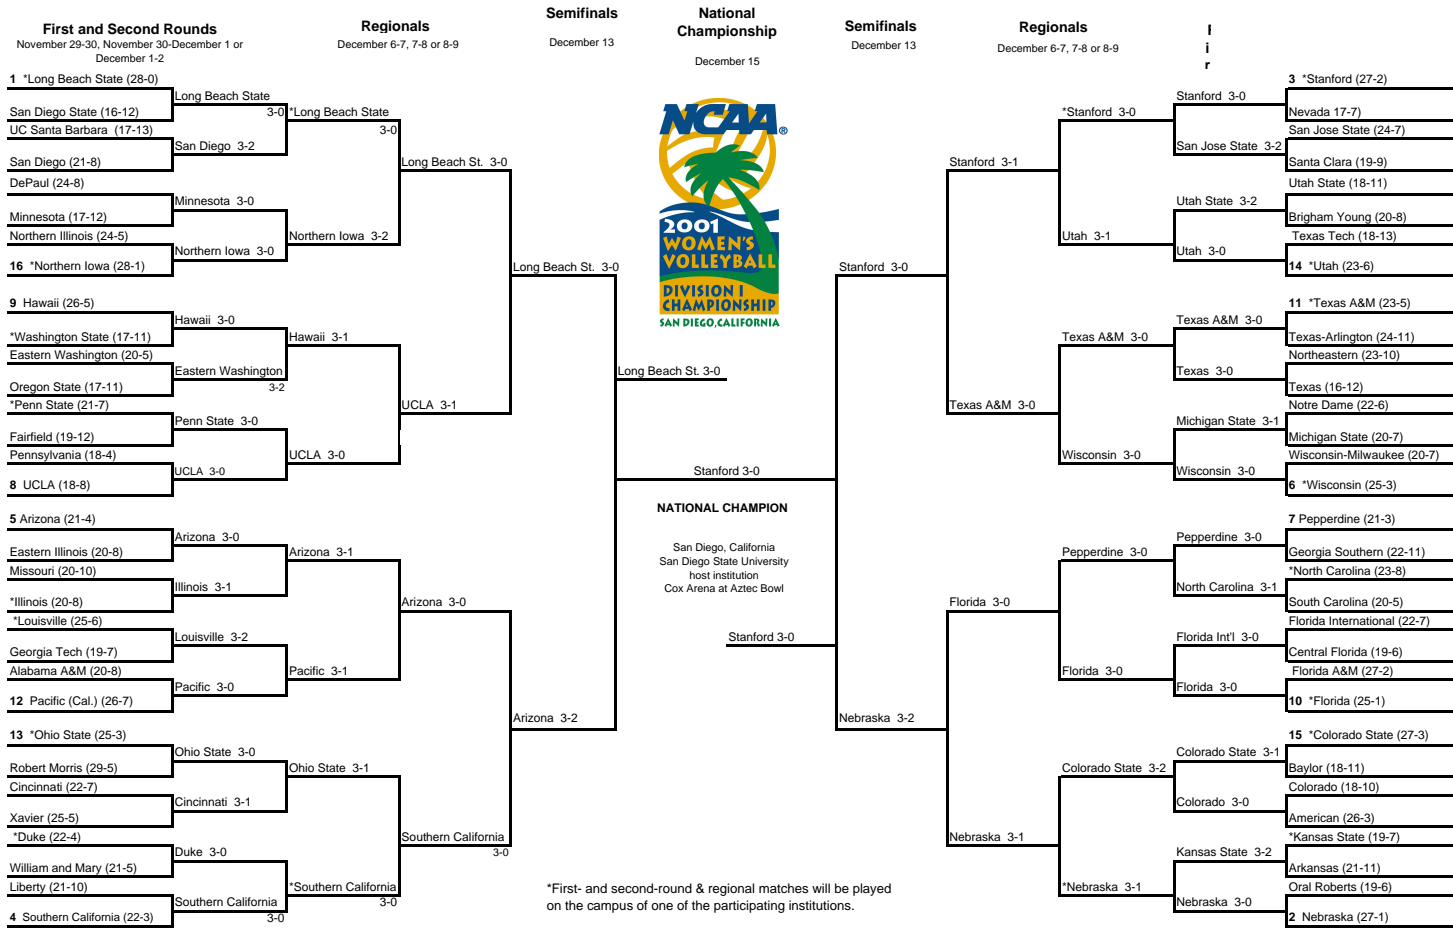 First and Second Rounds
November 29-30, November 30-December 1 or
December 1-2
Regionals
December 6-7, 7-8 or 8-9
Semifinals
December 13
National
Championship
December 15
Semifinals
December 13
Regionals
December 6-7, 7-8 or 8-9
F
i
r
1 *Long Beach State (28-0)
San Diego State (16-12)
UC Santa Barbara (17-13)
San Diego (21-8)
DePaul (24-8)
Minnesota (17-12)
Northern Illinois (24-5)
16 *Northern Iowa (28-1)
9 Hawaii (26-5)
*Washington State (17-11)
Eastern Washington (20-5)
Oregon State (17-11)
*Penn State (21-7)
Fairfield (19-12)
Pennsylvania (18-4)
8 UCLA (18-8)
5 Arizona (21-4)
Eastern Illinois (20-8)
Missouri (20-10)
*Illinois (20-8)
*Louisville (25-6)
Georgia Tech (19-7)
Alabama A&M (20-8)
12 Pacific (Cal.) (26-7)
13 *Ohio State (25-3)
Robert Morris (29-5)
Cincinnati (22-7)
Xavier (25-5)
*Duke (22-4)
William and Mary (21-5)
Liberty (21-10)
4 Southern California (22-3)
Long Beach State
3-0
San Diego 3-2
Minnesota 3-0
Northern Iowa 3-0
Hawaii 3-0
Eastern Washington
3-2
Penn State 3-0
UCLA 3-0
Arizona 3-0
Illinois 3-1
Louisville 3-2
Pacific 3-0
Ohio State 3-0
Cincinnati 3-1
Duke 3-0
Southern California
3-0
*Long Beach State
3-0
Northern Iowa 3-2
Hawaii 3-1
UCLA 3-0
Arizona 3-1
Pacific 3-1
Ohio State 3-1
*Southern California
3-0
Long Beach St. 3-0
UCLA 3-1
Arizona 3-0
Southern California
3-0
Long Beach St. 3-0
Arizona 3-2
Long Beach St. 3-0
NCAA®
2001
WOMEN'S
VOLLEYBALL
DIVISION I
CHAMPIONSHIP
SAN DIEGO, CALIFORNIA
Stanford 3-0
NATIONAL CHAMPION
San Diego, California
San Diego State University
host institution
Cox Arena at Aztec Bowl
Stanford 3-0
*First- and second-round & regional matches will be played
on the campus of one of the participating institutions.
Stanford 3-0
Nebraska 3-2
Stanford 3-1
Texas A&M 3-0
Florida 3-0
Nebraska 3-1
*Stanford 3-0
Utah 3-1
Texas A&M 3-0
Wisconsin 3-0
Pepperdine 3-0
Florida 3-0
Colorado State 3-2
*Nebraska 3-1
Stanford 3-0
San Jose State 3-2
Utah State 3-2
Utah 3-0
Texas A&M 3-0
Texas 3-0
Michigan State 3-1
Wisconsin 3-0
Pepperdine 3-0
North Carolina 3-1
Florida Int'l 3-0
Florida 3-0
Colorado State 3-1
Colorado 3-0
Kansas State 3-2
Nebraska 3-0
3 *Stanford (27-2)
Nevada 17-7)
San Jose State (24-7)
Santa Clara (19-9)
Utah State (18-11)
Brigham Young (20-8)
Texas Tech (18-13)
14 *Utah (23-6)
11 *Texas A&M (23-5)
Texas-Arlington (24-11)
Northeastern (23-10)
Texas (16-12)
Notre Dame (22-6)
Michigan State (20-7)
Wisconsin-Milwaukee (20-7)
6 *Wisconsin (25-3)
7 Pepperdine (21-3)
Georgia Southern (22-11)
*North Carolina (23-8)
South Carolina (20-5)
Florida International (22-7)
Central Florida (19-6)
Florida A&M (27-2)
10 *Florida (25-1)
15 *Colorado State (27-3)
Baylor (18-11)
Colorado (18-10)
American (26-3)
*Kansas State (19-7)
Arkansas (21-11)
Oral Roberts (19-6)
2 Nebraska (27-1)